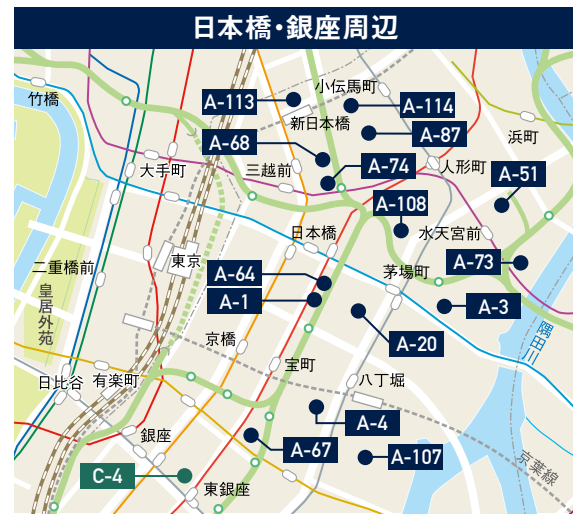 日本橋・銀座周辺
竹橋
小伝馬町
A-113
A-114
新日本橋
A-87
浜町
A-68
大手町
三越前
A-74
人形町
A-51
A-108
日本橋
水天宮前
二重橋前
東京
A-64
茅場町
A-73
皇居外苑
A-1
A-3
隅田川
京橋
A-20
宝町
日比谷
有楽町
八丁堀
銀座
A-4
A-67
A-107
京葉線
C-4
東銀座